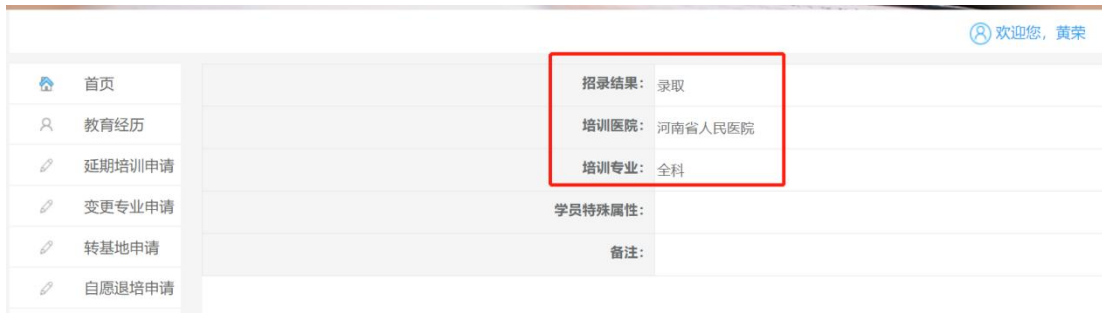 欢迎您，黄荣
首页
教育经历
延期培训申请
变更专业申请
转基地申请
自愿退培申请
招录结果： 录取
培训医院： 河南省人民医院
培训专业： 全科
学员特殊属性：
备注：